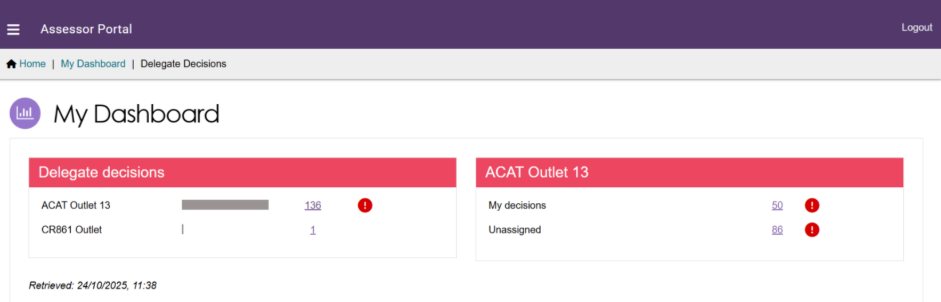 Assessor Portal
Logout
Home | My Dashboard | Delegate Decisions
My Dashboard
Delegate decisions
ACAT Outlet 13 136 !
CR861 Outlet 1
ACAT Outlet 13
My decisions 50 !
Unassigned 86 !
Retrieved: 24/10/2025, 11:38